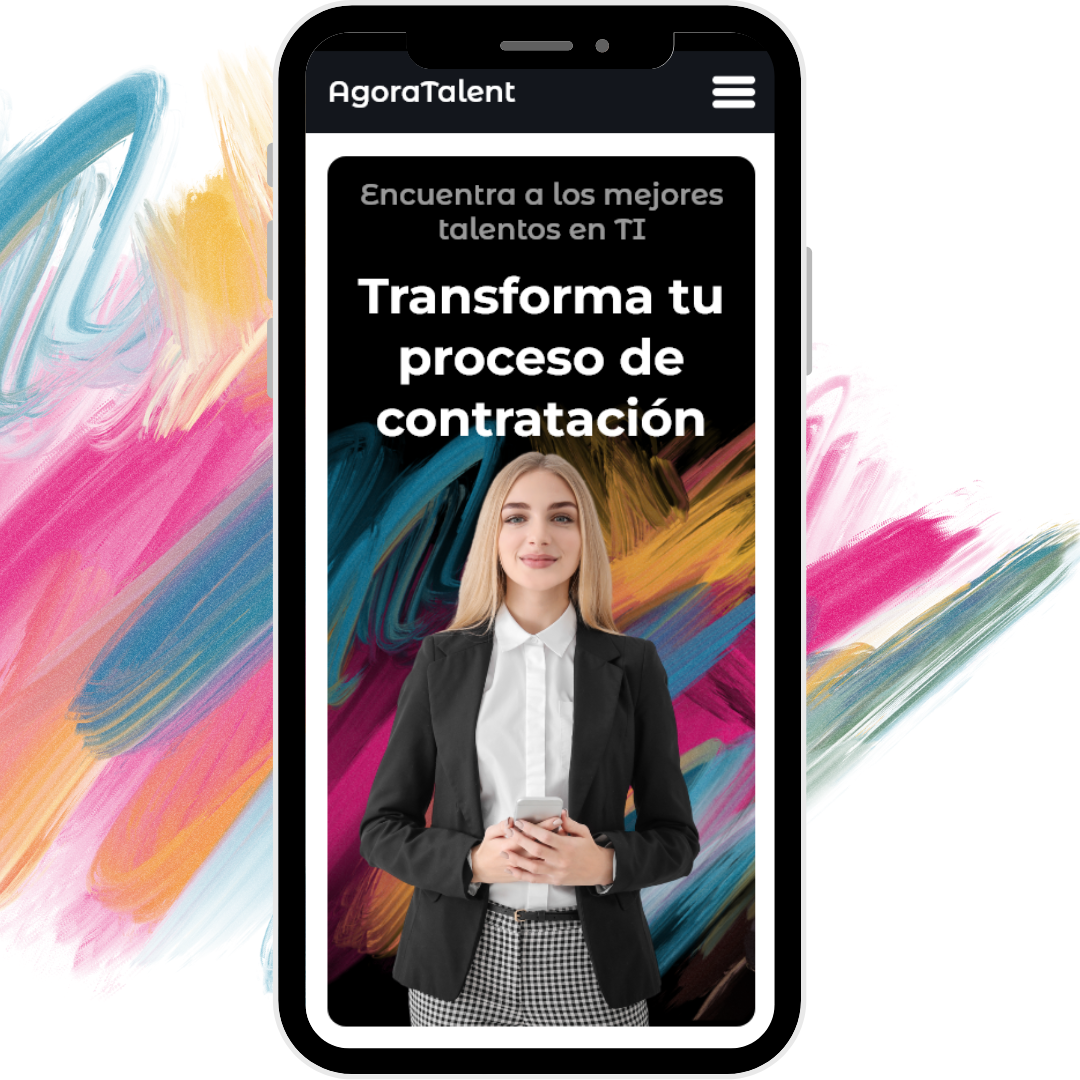 AgoraTalent
Encuentra a los mejores
talentos en TI
Transforma tu
proceso de
contratación